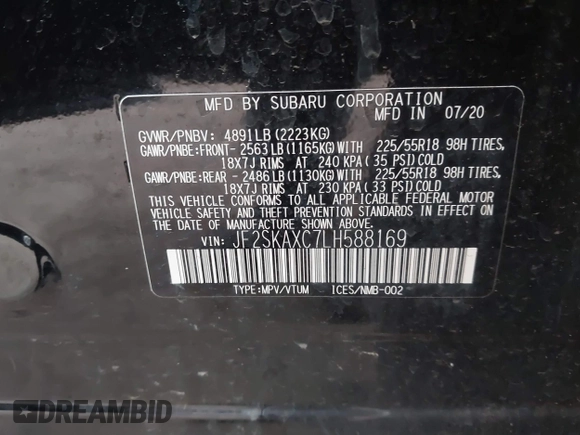 MFD BY SUBARU CORPORATION
MFD IN 07/20
GVWR/PNBV: 4891LB(2223KG)
GAWR/PNBE:FRONT- 2563LB(1165KG)WITH 225/55R18 98H TIRES,
18X7J RIMS AT 240 KPA(35 PSI)COLD
GAWR/PNBE:REAR - 2486LB(1130KG)WITH 225/55R18 98H TIRES,
18X7J RIMS AT 230 KPA(33 PSI)COLD
THIS VEHICLE CONFORMS TO ALL APPLICABLE FEDERAL MOTOR
VEHICLE SAFETY AND THEFT PREVENTION STANDARDS IN EFFECT ON
THE DATE OF MANUFACTURE SHOWN ABOVE.
VIN: JF2SKAXC7LH588169
TYPE:MPV/VTUM ICES/NMB-002
DREAMBID